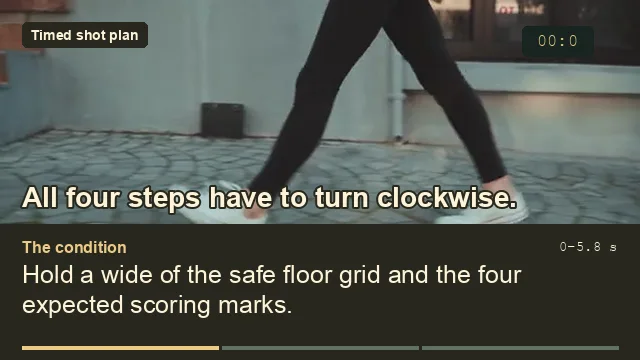 Timed shot plan
00:0
All four steps have to turn clockwise.
The condition
0–5.8 s
Hold a wide of the safe floor grid and the four
expected scoring marks.